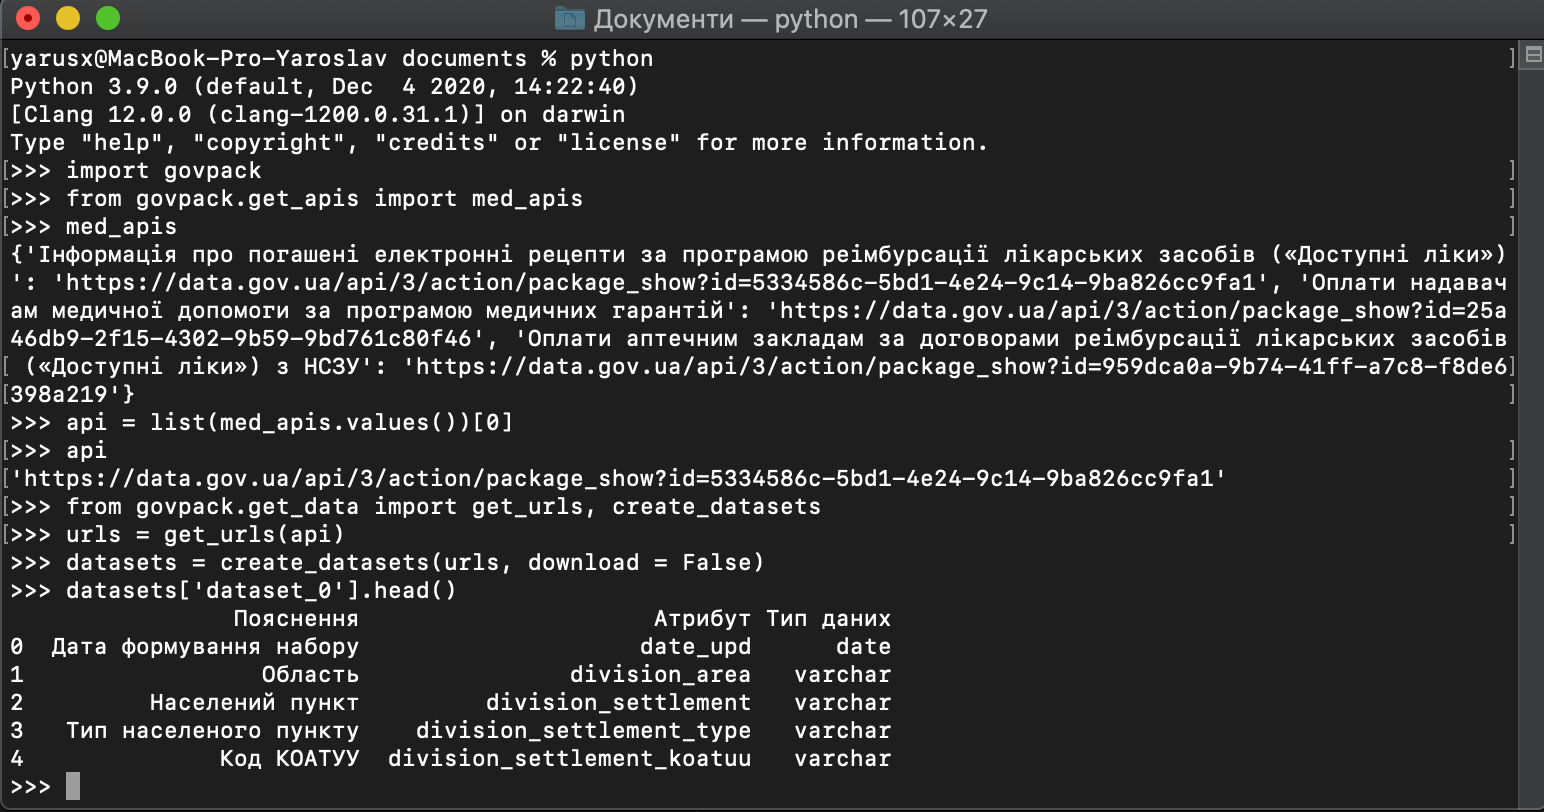 Документи — python — 107×27
[yarusx@MacBook-Pro-Yaroslav documents % python ]
Python 3.9.0 (default, Dec  4 2020, 14:22:40)
[Clang 12.0.0 (clang-1200.0.31.1)] on darwin
Type "help", "copyright", "credits" or "license" for more information.
[>>> import govpack ]
[>>> from govpack.get_apis import med_apis ]
[>>> med_apis ]
{'Інформація про погашені електронні рецепти за програмою реімбурсації лікарських засобів («Доступні ліки»)
': 'https://data.gov.ua/api/3/action/package_show?id=5334586c-5bd1-4e24-9c14-9ba826cc9fa1', 'Оплати надавач
ам медичної допомоги за програмою медичних гарантій': 'https://data.gov.ua/api/3/action/package_show?id=25a
46db9-2f15-4302-9b59-9bd761c80f46', 'Оплати аптечним закладам за договорами реімбурсації лікарських засобів
[ («Доступні ліки») з НСЗУ': 'https://data.gov.ua/api/3/action/package_show?id=959dca0a-9b74-41ff-a7c8-f8de6]
[398a219'} ]
>>> api = list(med_apis.values())[0]
[>>> api ]
['https://data.gov.ua/api/3/action/package_show?id=5334586c-5bd1-4e24-9c14-9ba826cc9fa1' ]
[>>> from govpack.get_data import get_urls, create_datasets ]
[>>> urls = get_urls(api) ]
>>> datasets = create_datasets(urls, download = False)
>>> datasets['dataset_0'].head()
Пояснення Атрибут Тип даних
0 Дата формування набору date_upd date
1 Область division_area varchar
2 Населений пункт division_settlement varchar
3 Тип населеного пункту division_settlement_type varchar
4 Код КОАТУУ division_settlement_koatuu varchar
>>>